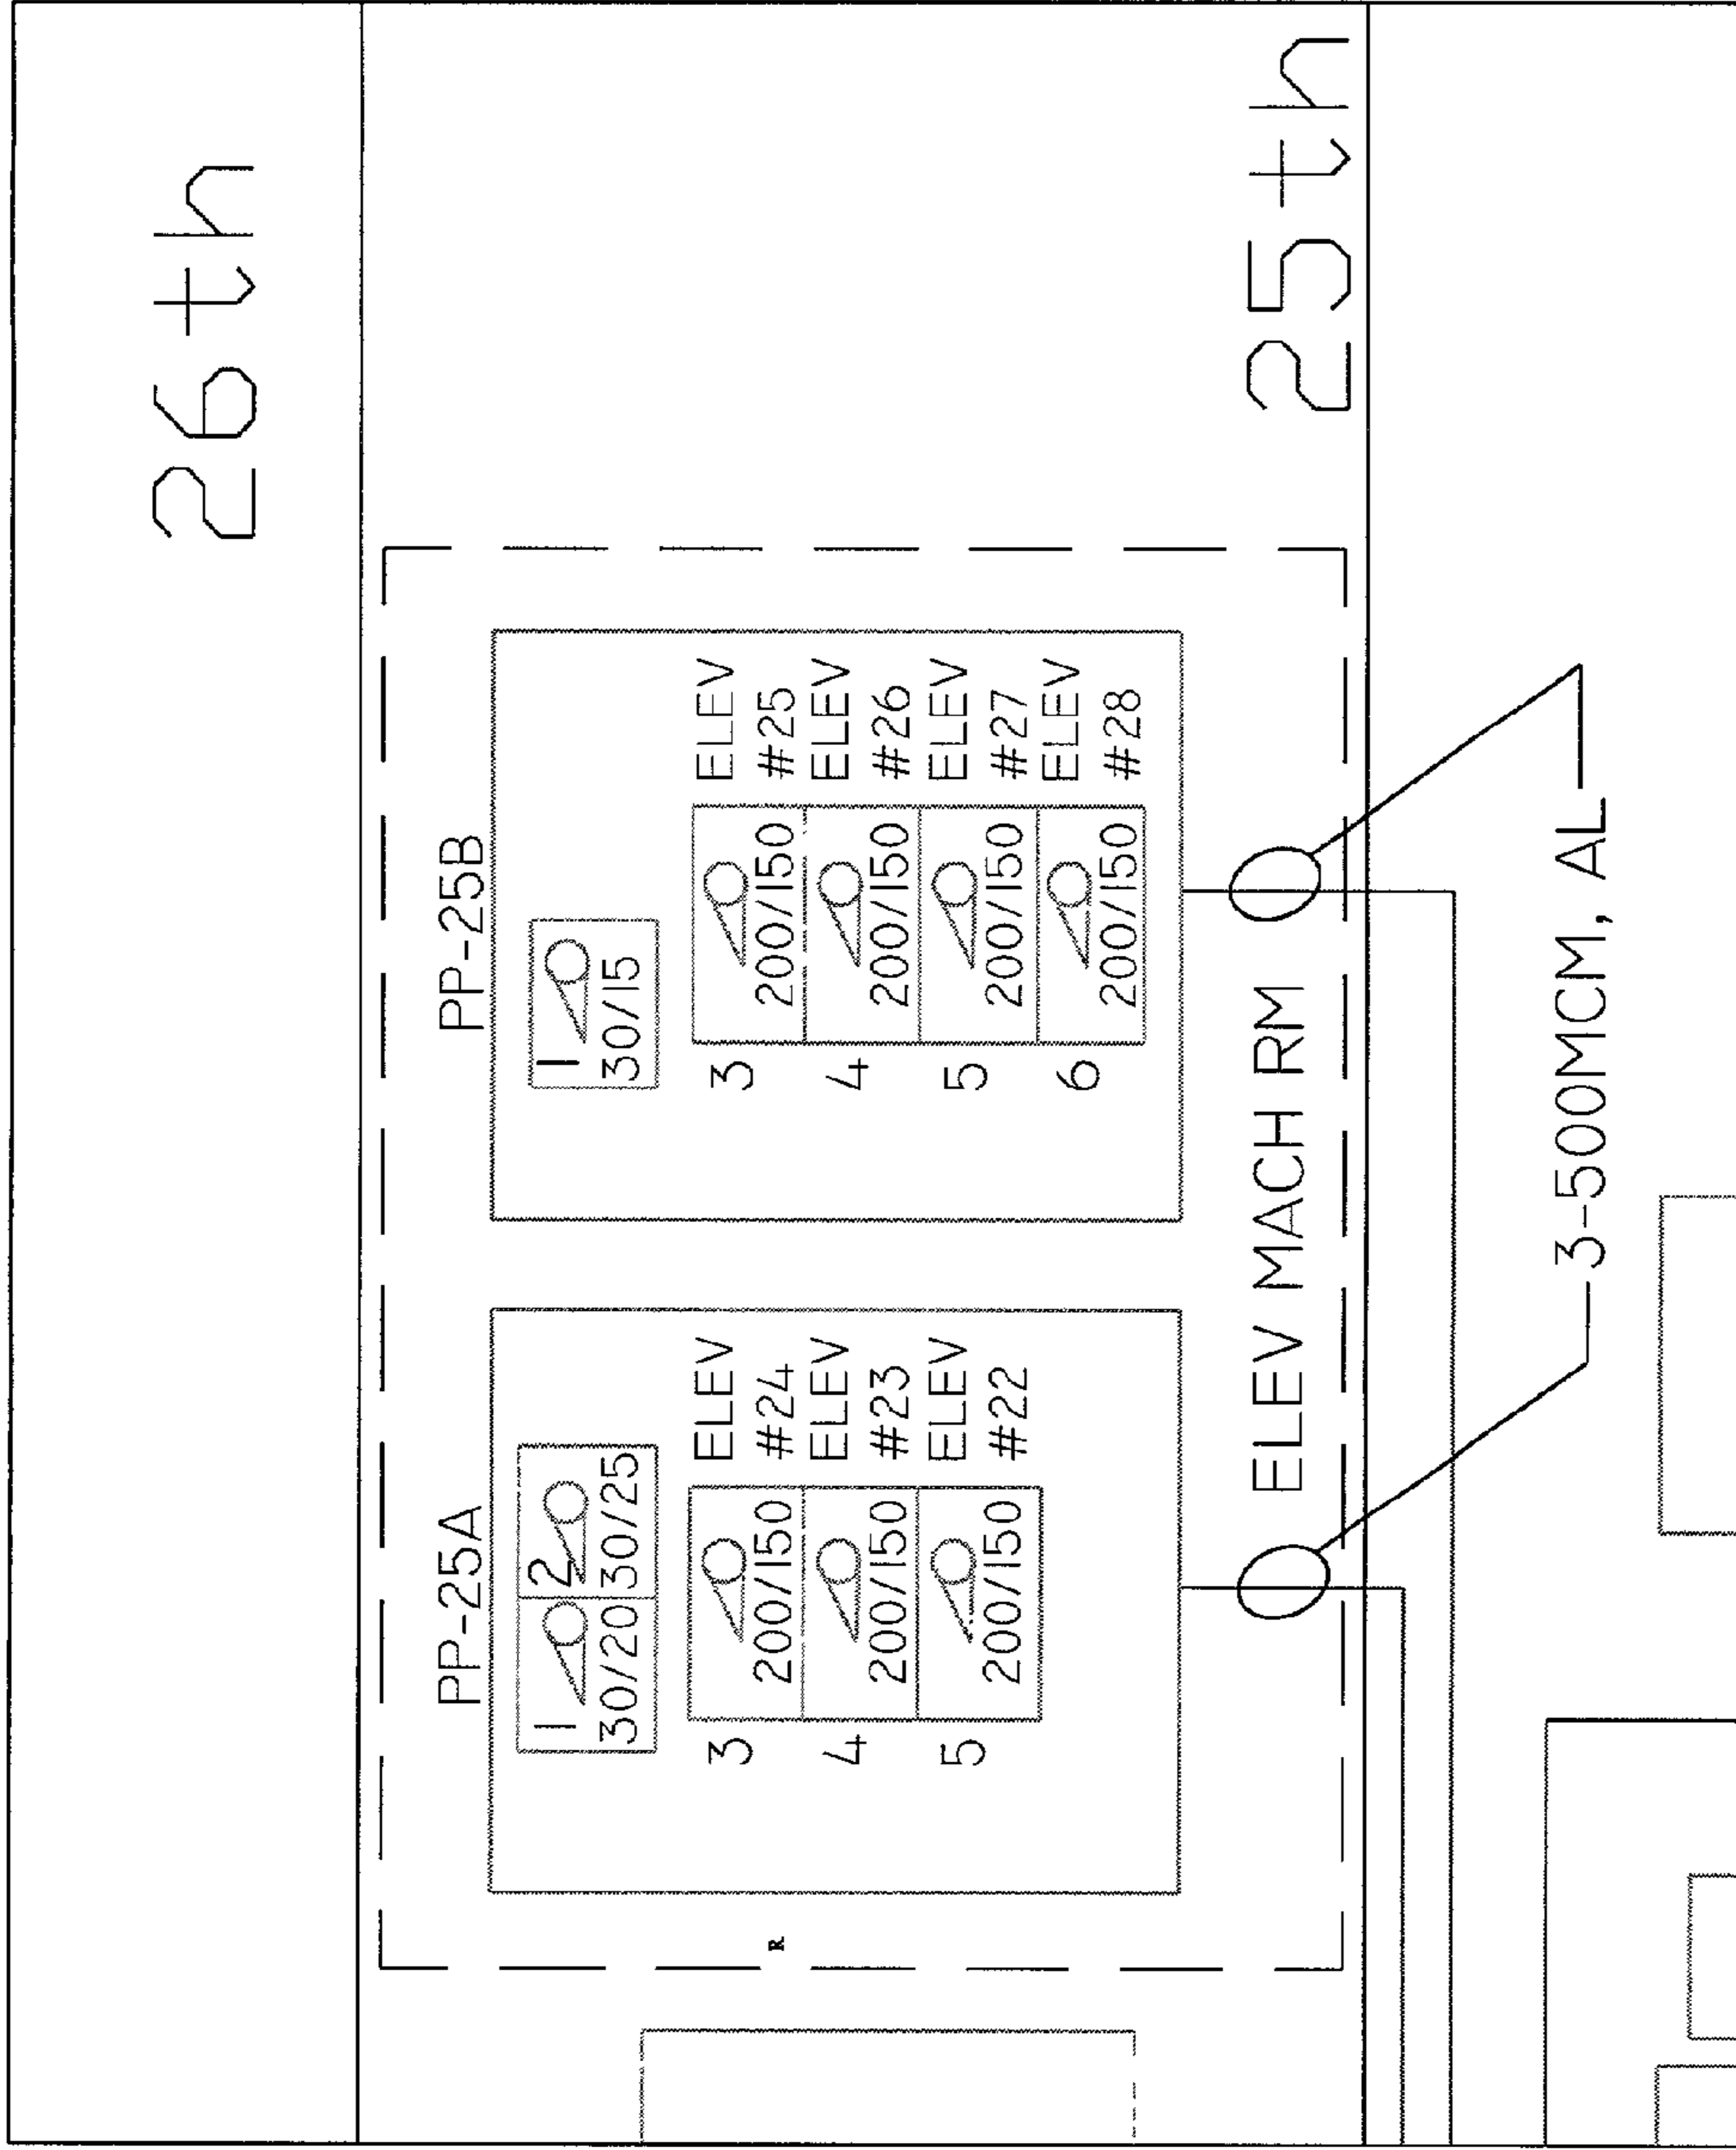 26th
PP-25A
1 2
30/20 30/25
3 200/150 ELEV #24
4 200/150 ELEV #23
5 200/150 ELEV #22
PP-25B
1
30/15
3 200/150 ELEV #25
4 200/150 ELEV #26
5 200/150 ELEV #27
6 200/150 ELEV #28
R
ELEV MACH RM
25th
3-500MCM, AL